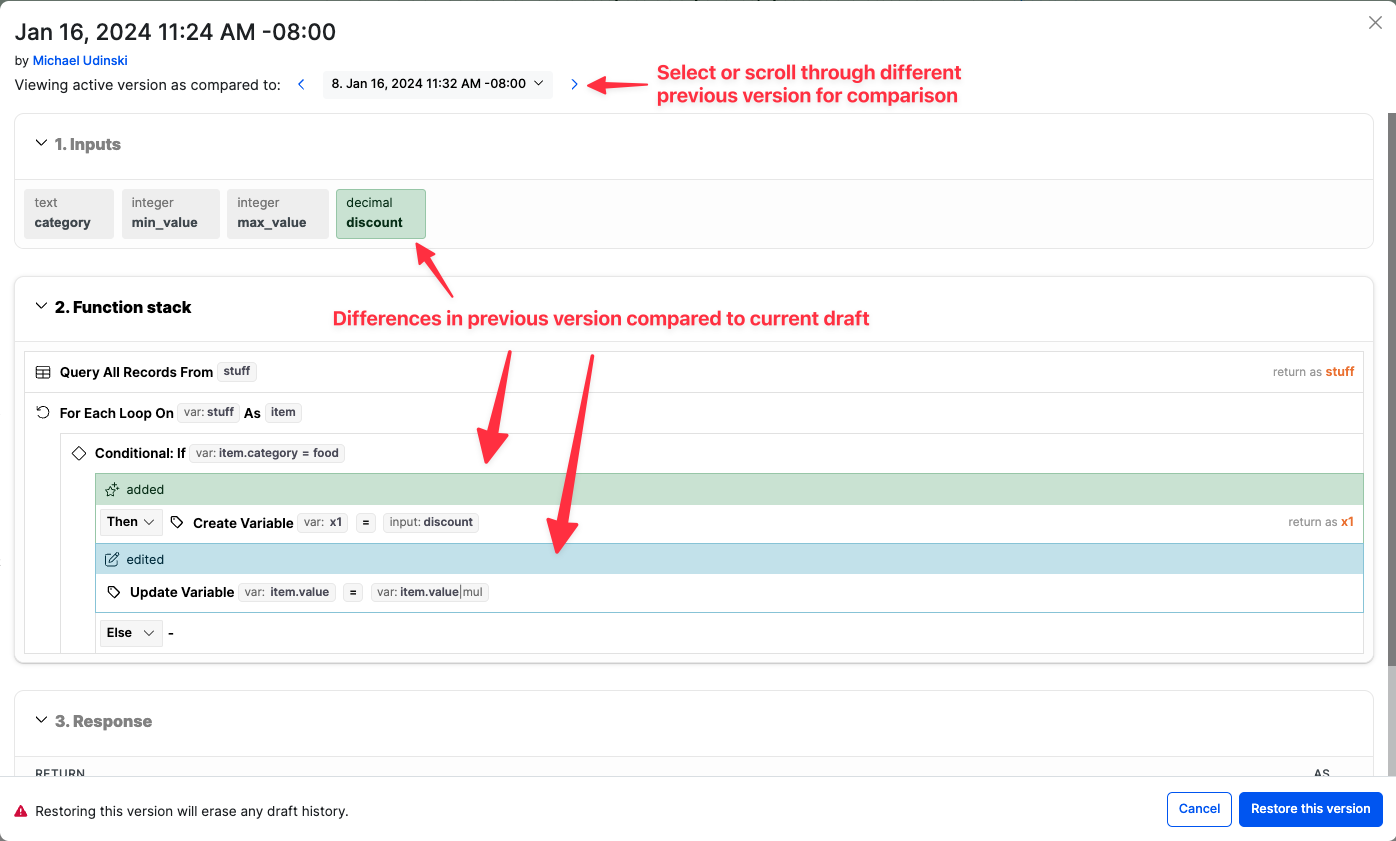 Jan 16, 2024 11:24 AM -08:00
by Michael Udinski
Viewing active version as compared to: 8. Jan 16, 2024 11:32 AM -08:00
Select or scroll through different
previous version for comparison
1. Inputs
text integer integer decimal
category min_value max_value discount
Differences in previous version compared to current draft
2. Function stack
Query All Records From stuff return as stuff
For Each Loop On var: stuff As item
Conditional: If var: item.category = food
added
Then Create Variable var: x1 = input: discount return as x1
edited
Update Variable var: item.value = var: item.value|mul
Else -
3. Response
RETURN AS
Restoring this version will erase any draft history.
Cancel Restore this version